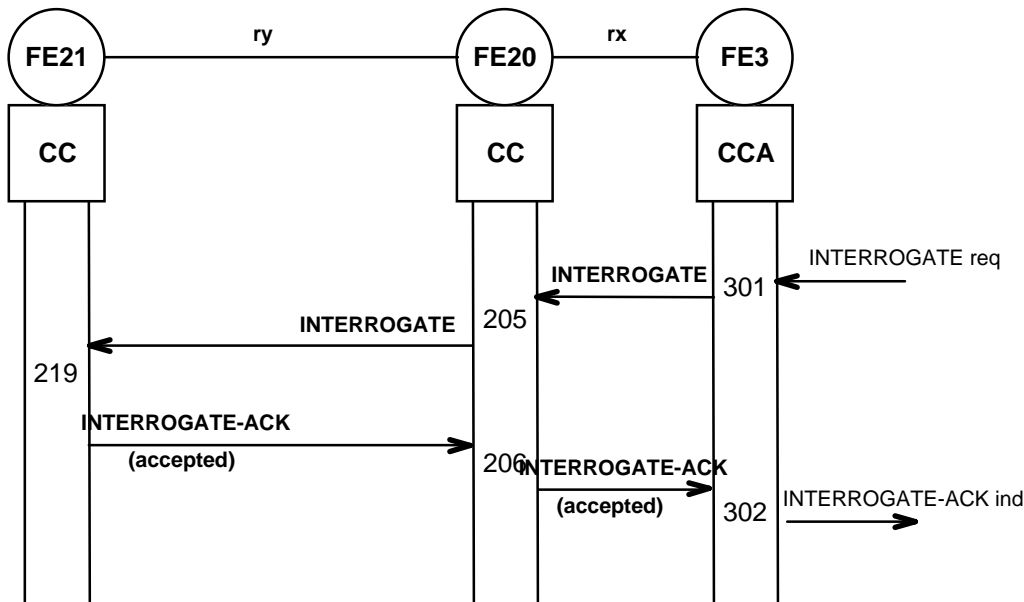 ry
rx
FE21
FE20
FE3
CC
CC
CCA
INTERROGATE req
INTERROGATE
301
205
INTERROGATE
219
INTERROGATE-ACK
(accepted)
206
INTERROGATE-ACK
(accepted)
INTERROGATE-ACK ind
302